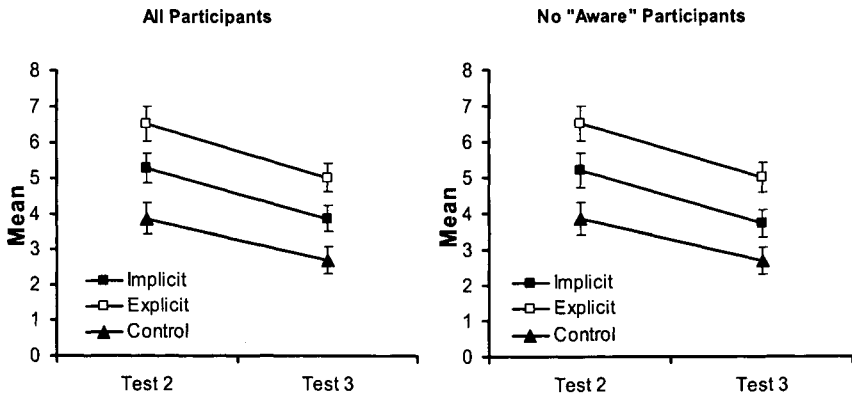 All Participants
Mean
8
7
6
5
4
3
2
1
0
Implicit
Explicit
Control
Test 2 Test 3
No "Aware" Participants
Mean
8
7
6
5
4
3
2
1
0
Implicit
Explicit
Control
Test 2 Test 3